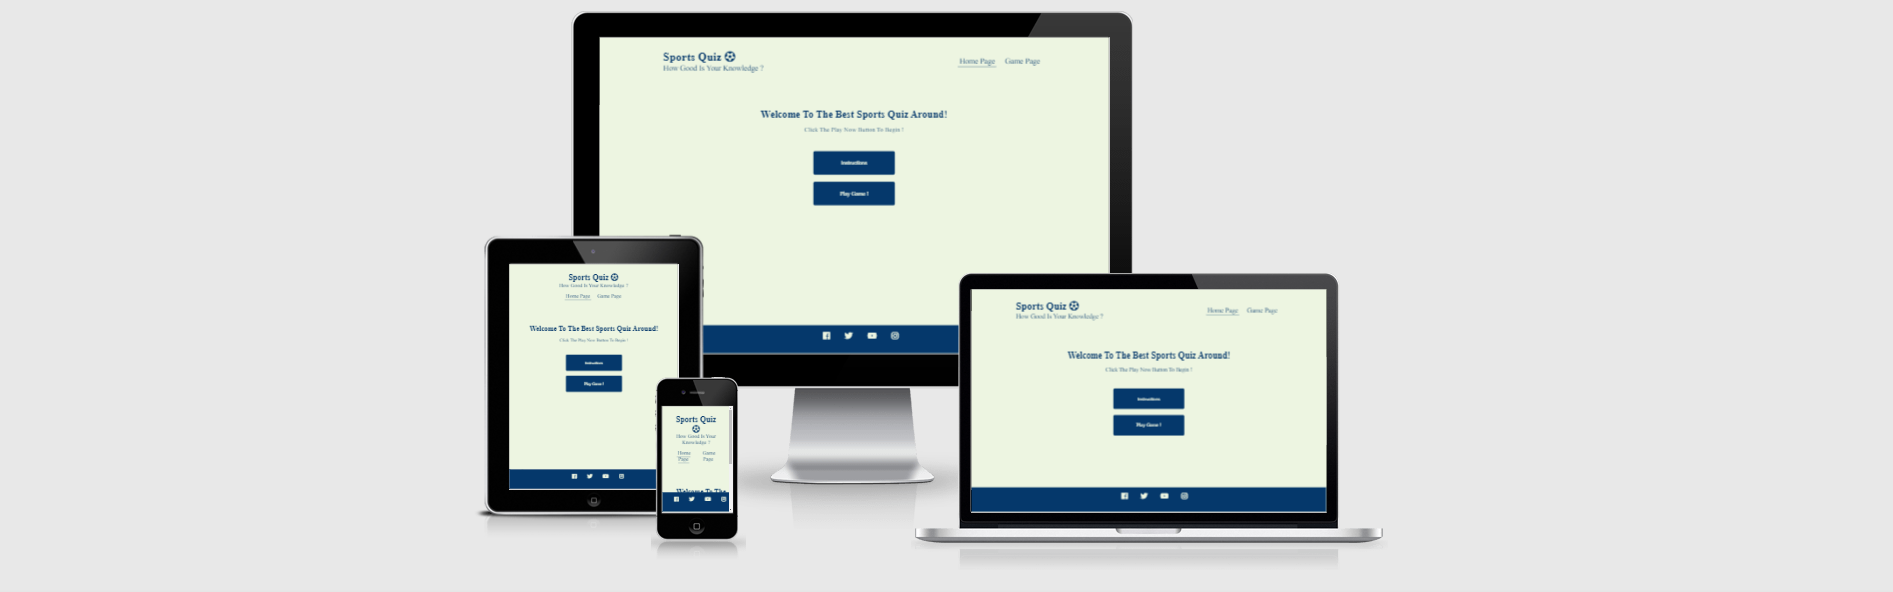 Sports Quiz
How Good Is Your Knowledge ?
Home Page Game Page
Welcome To The Best Sports Quiz Around!
Click The Play Now Button To Begin !
Instructions
Play Game !
Sports Quiz
How Good Is Your Knowledge ?
Home Page Game Page
Welcome To The Best Sports Quiz Around!
Click The Play Now Button To Begin !
Instructions
Play Game !
Sports Quiz
How Good Is Your
Knowledge ?
Home Game
Page Page
Welcome To The
Sports Quiz
How Good Is Your Knowledge ?
Home Page Game Page
Welcome To The Best Sports Quiz Around!
Click The Play Now Button To Begin !
Instructions
Play Game !